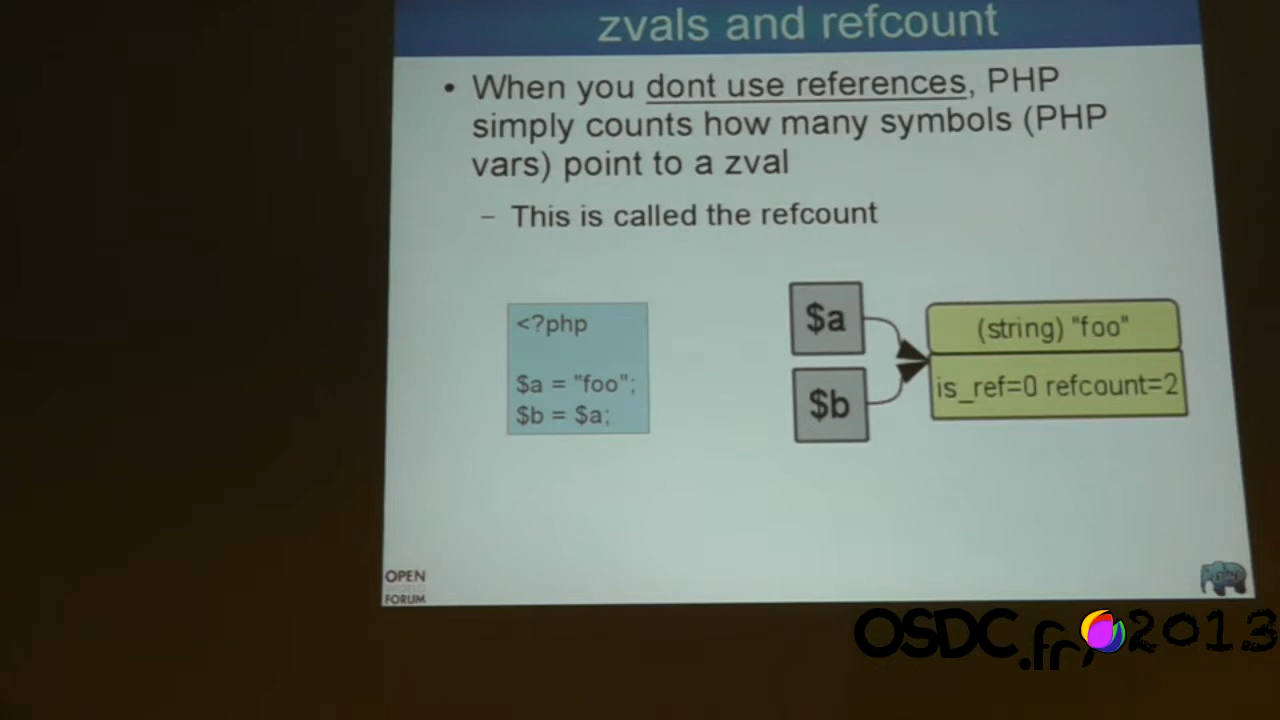 zvals and refcount
• When you dont use references, PHP
simply counts how many symbols (PHP
vars) point to a zval
– This is called the refcount
<?php
$a = "foo";
$b = $a;
$a
$b
(string) "foo"
is_ref=0 refcount=2
OPEN
FORUM
OSDC.fr 2013